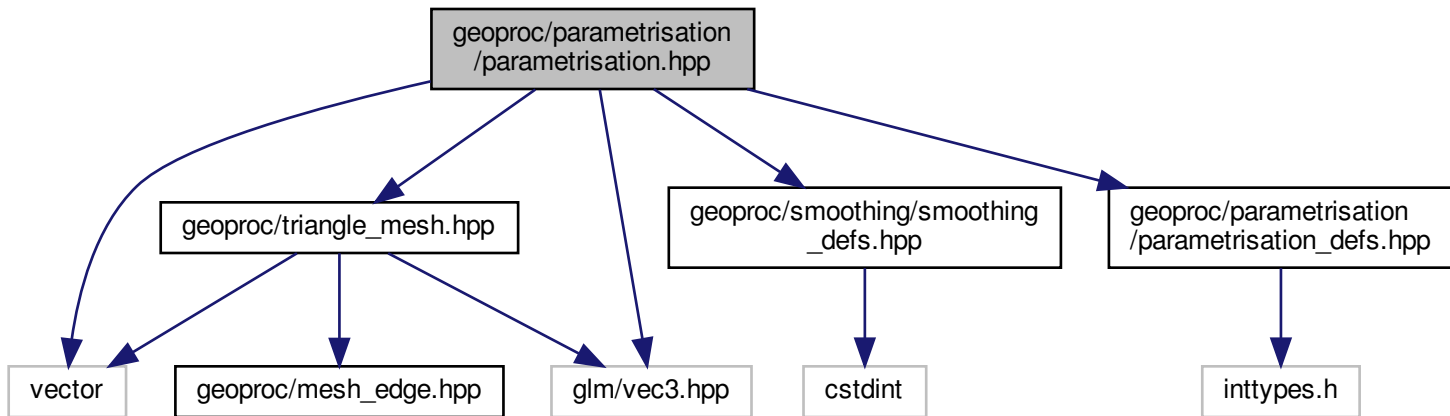 geoproc/parametrisation
/parametrisation.hpp
geoproc/triangle_mesh.hpp
geoproc/smoothing/smoothing
_defs.hpp
geoproc/parametrisation
/parametrisation_defs.hpp
vector
geoproc/mesh_edge.hpp
glm/vec3.hpp
cstdint
inttypes.h